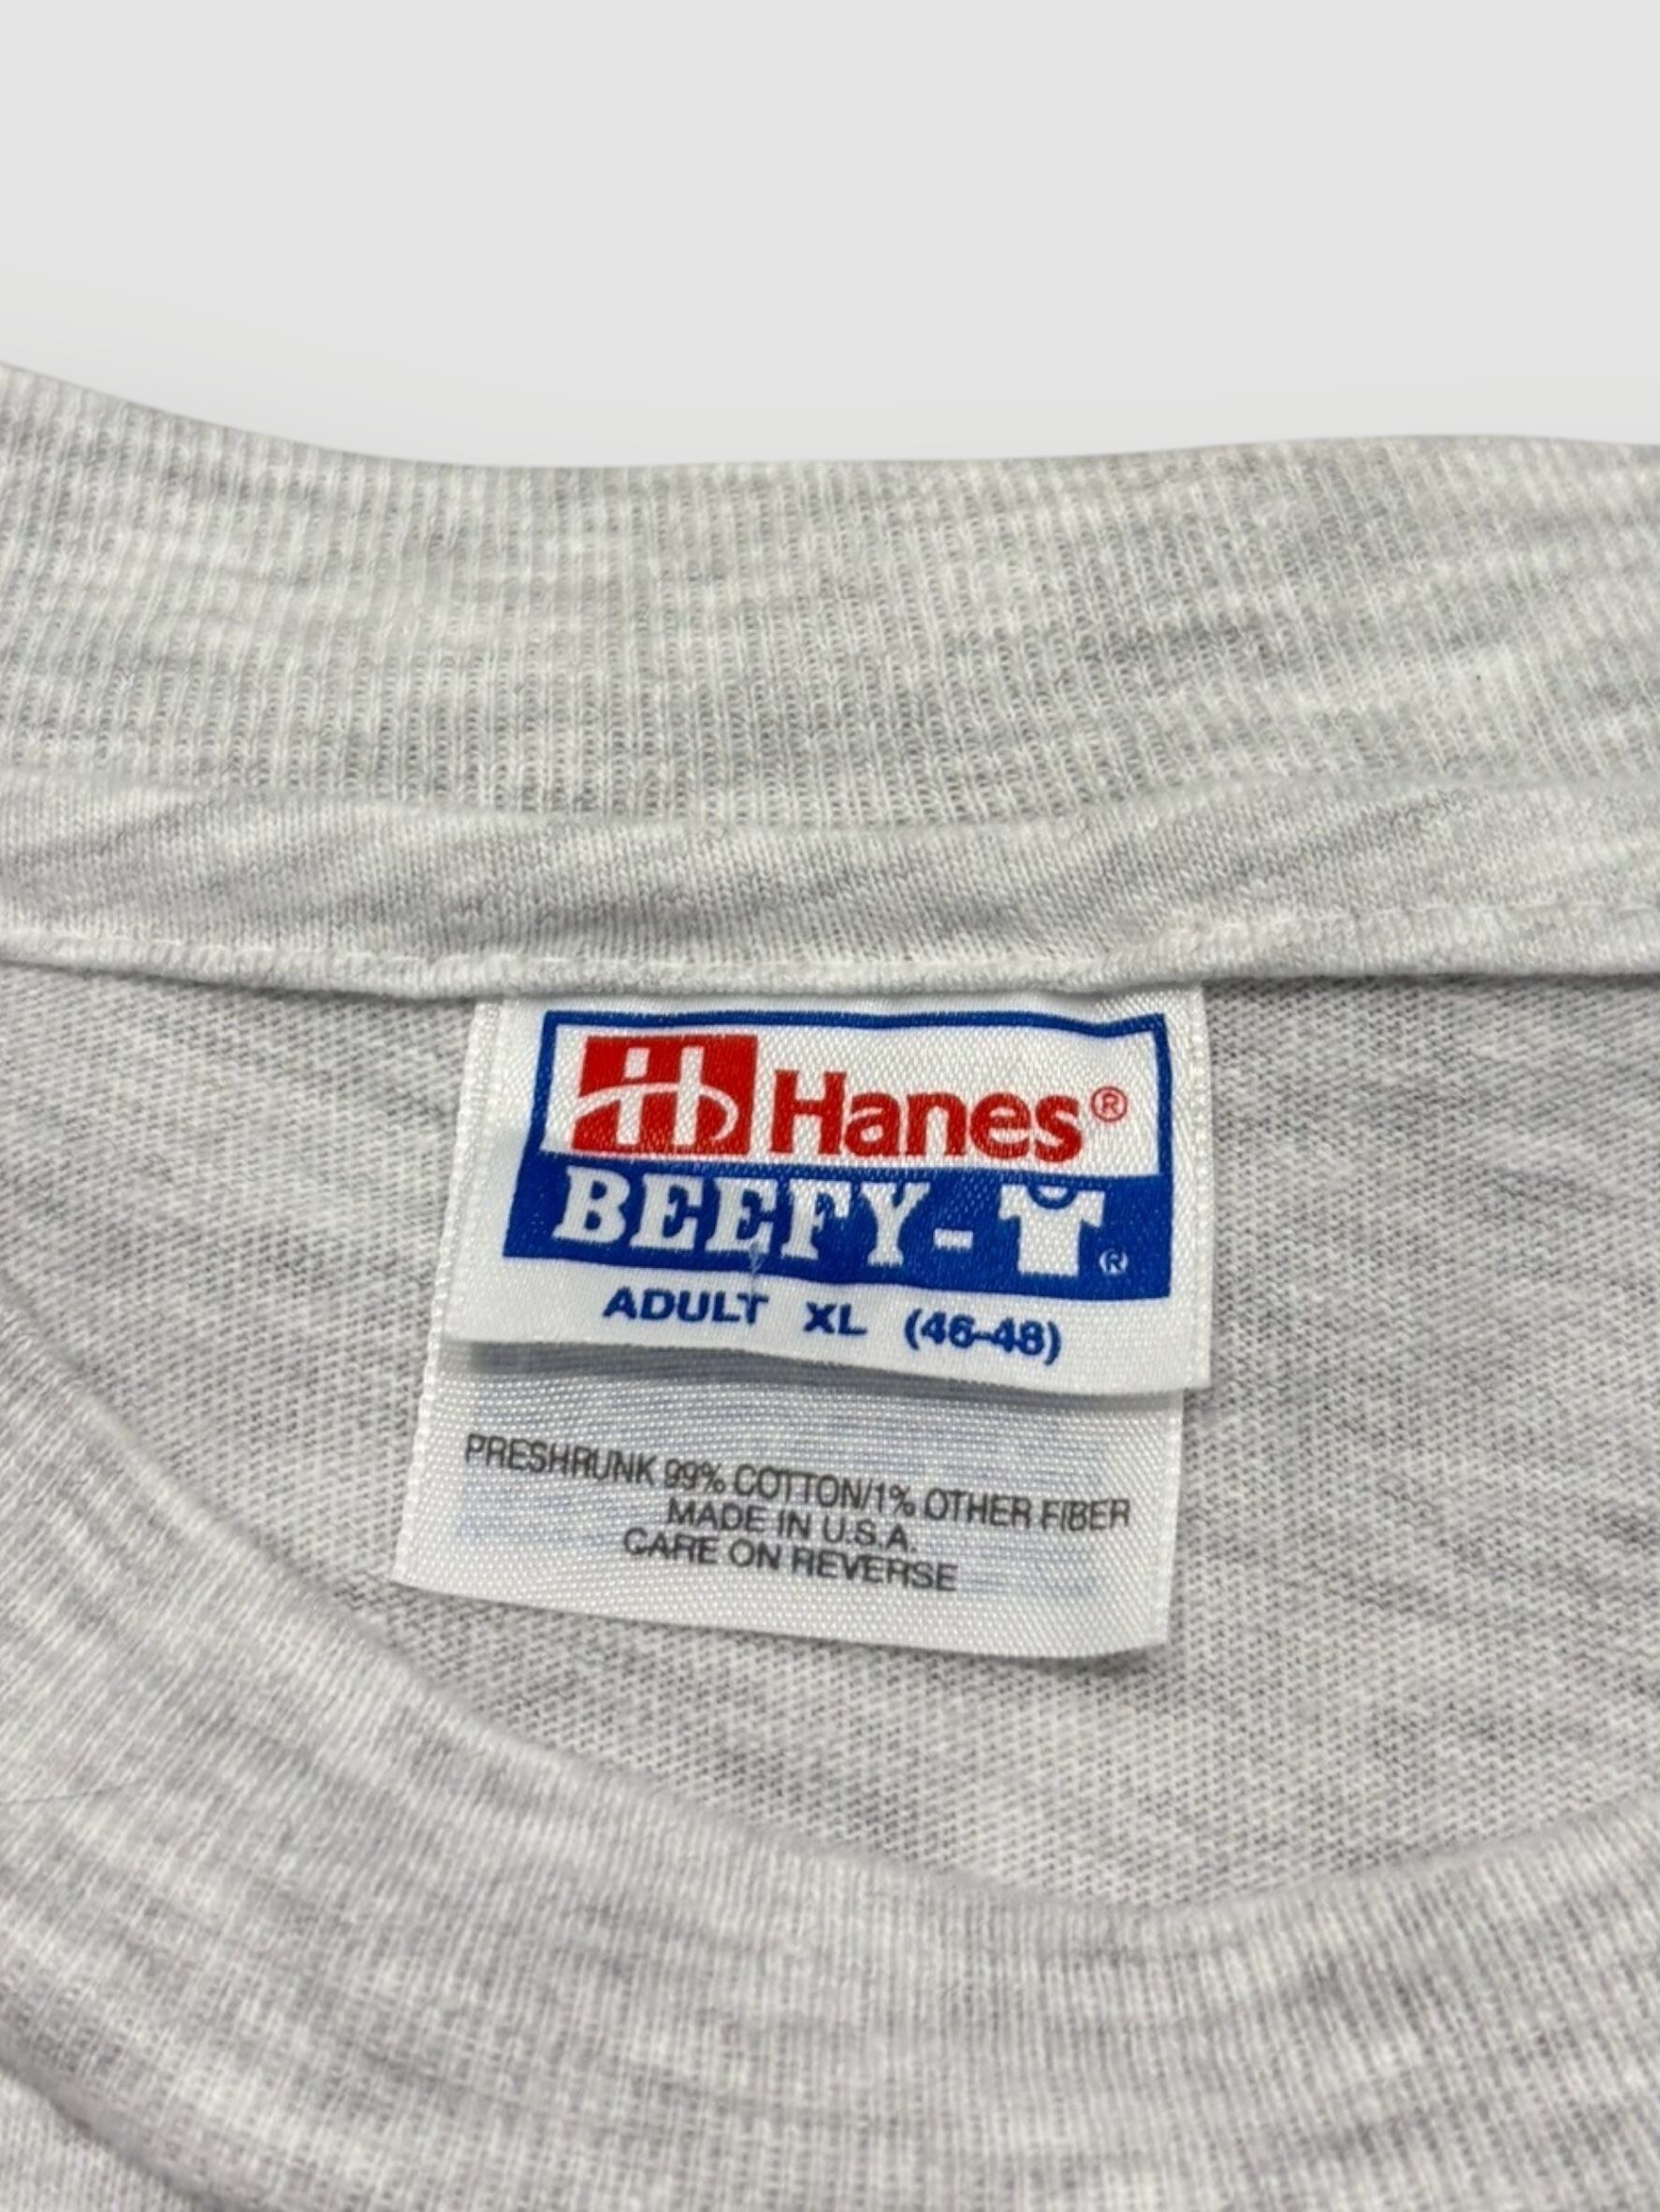 Hanes®
BEEFY-®
ADULT XL (46-48)
PRESHRUNK 99% COTTON/1% OTHER FIBER
MADE IN U.S.A.
CARE ON REVERSE